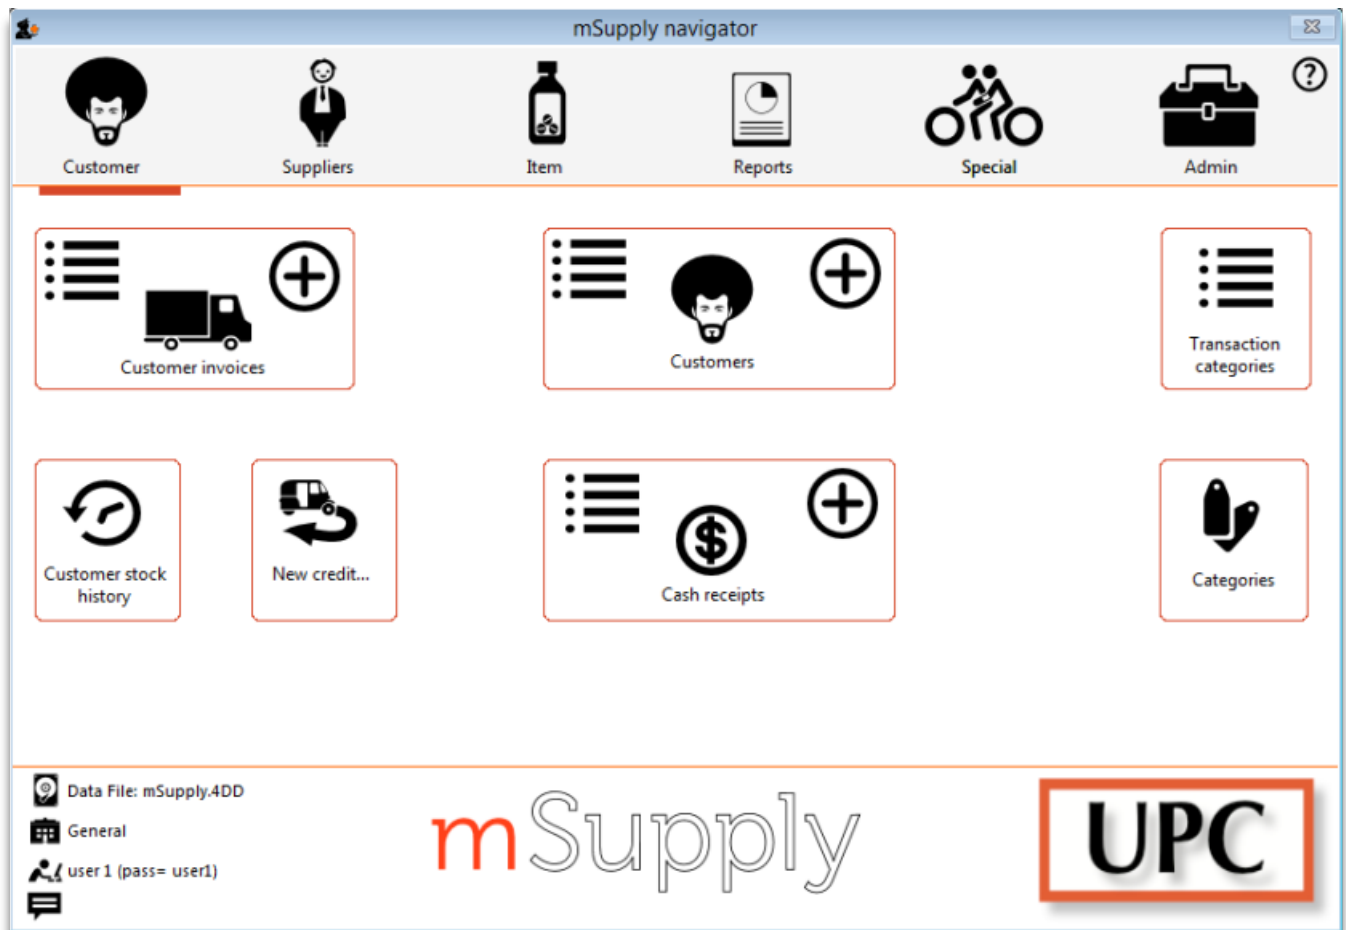 mSupply navigator
Customer
Suppliers
Item
Reports
Special
Admin
?
Customer invoices
Customers
Transaction
categories
Customer stock
history
New credit...
$
Cash receipts
Categories
Data File: mSupply.4DD
General
user 1 (pass= user1)
mSupply
UPC